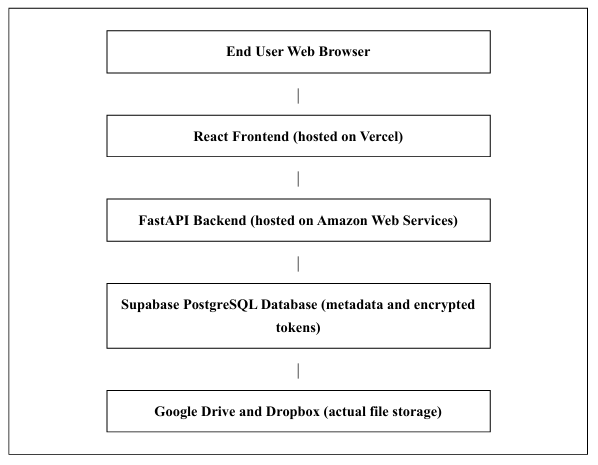 End User Web Browser
React Frontend (hosted on Vercel)
FastAPI Backend (hosted on Amazon Web Services)
Supabase PostgreSQL Database (metadata and encrypted
tokens)
Google Drive and Dropbox (actual file storage)